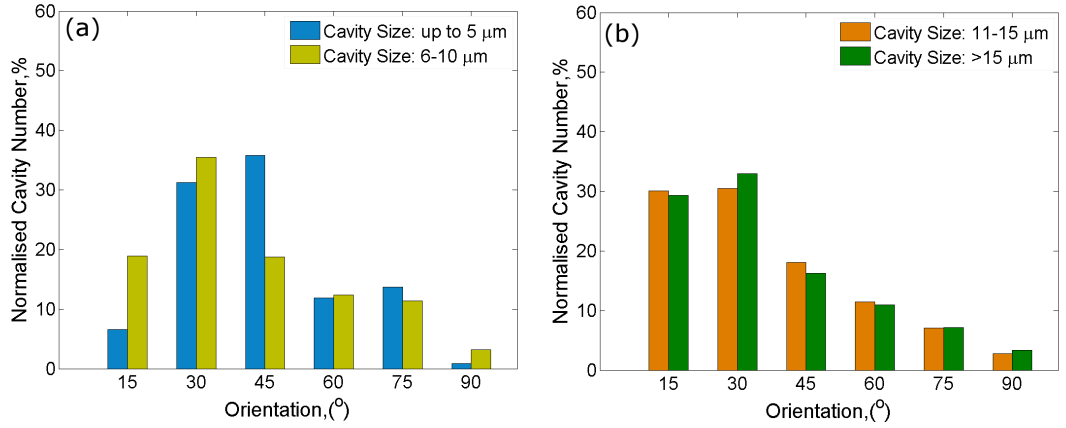 (a)
Cavity Size: up to 5 μm
Cavity Size: 6-10 μm
Normalised Cavity Number,%
60
50
40
30
20
10
0
15 30 45 60 75 90
Orientation,(o)
(b)
Cavity Size: 11-15 μm
Cavity Size: >15 μm
Normalised Cavity Number,%
60
50
40
30
20
10
0
15 30 45 60 75 90
Orientation,(o)